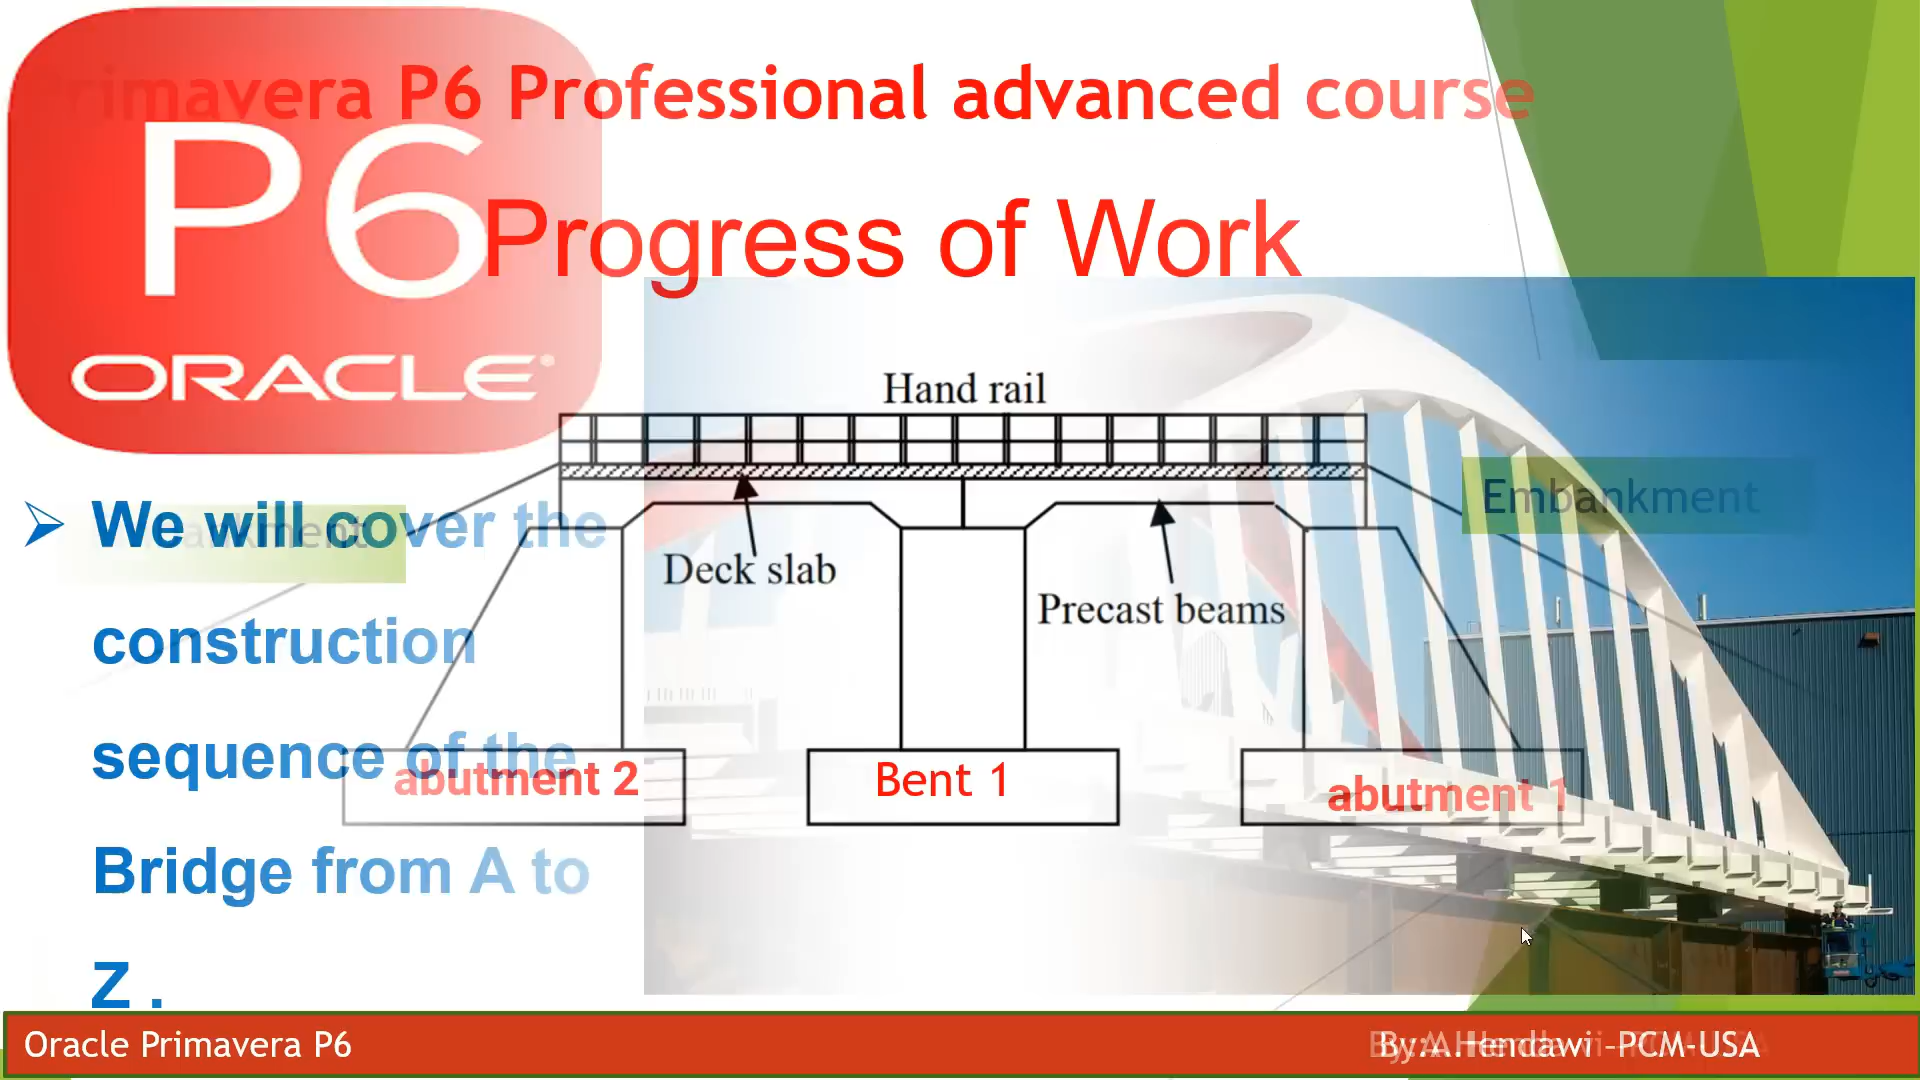 Primavera P6 Professional advanced course
P6
ORACLE
Progress of Work
Hand rail
Embankment
➢ We will cover the
construction
sequence of the
Bridge from A to
Z .
Deck slab
Precast beams
abutment 2
Bent 1
abutment 1
Oracle Primavera P6
By:A.Hendawi -PCM-USA